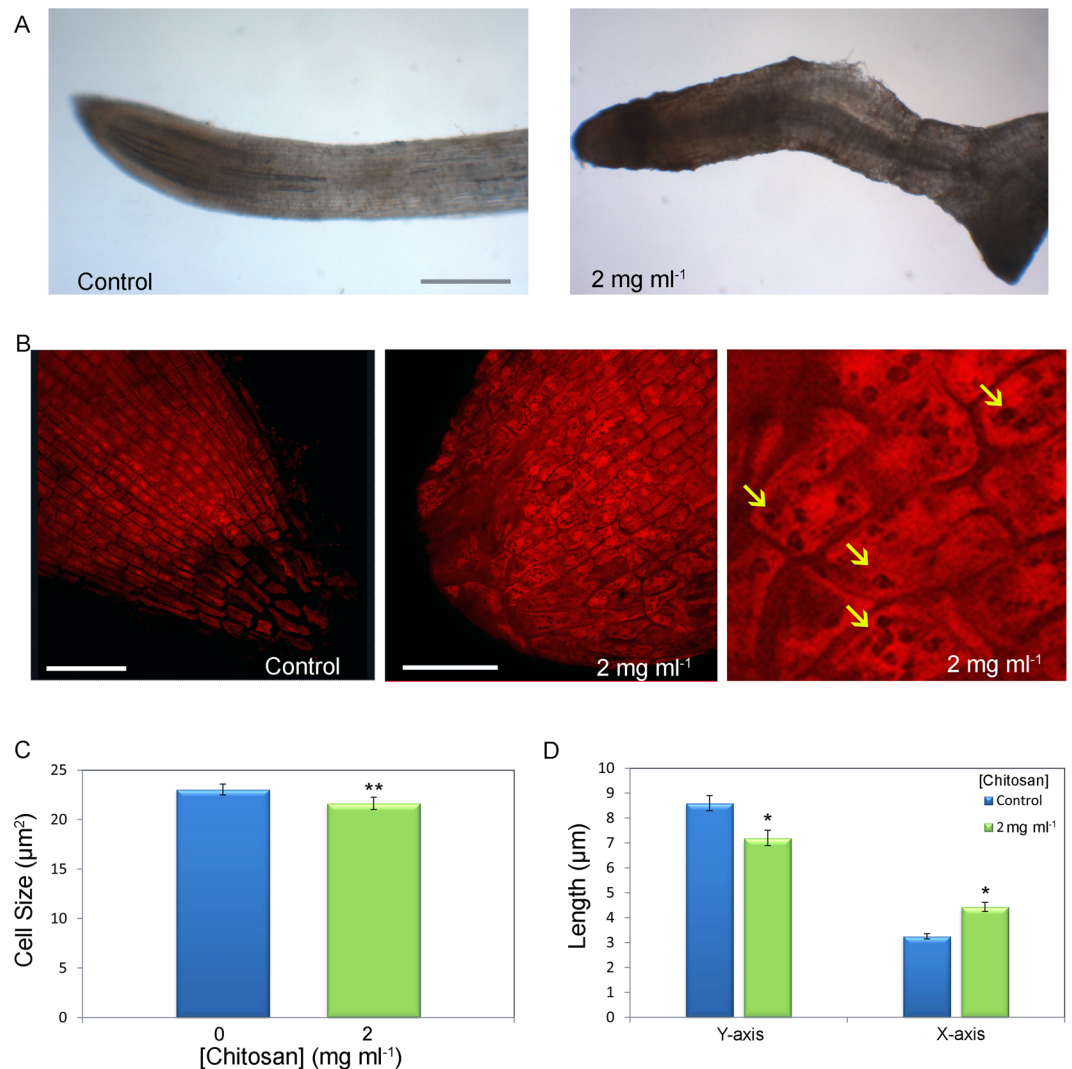 A
Control
2 mg ml-1
B
Control
2 mg ml-1
2 mg ml-1
C
Cell Size (µm2)
25
20
15
10
5
0
**
0
2
[Chitosan] (mg ml-1)
D
Length (µm)
10
9
8
7
6
5
4
3
2
1
0
*
*
[Chitosan]
Control
2 mg ml-1
Y-axis
X-axis